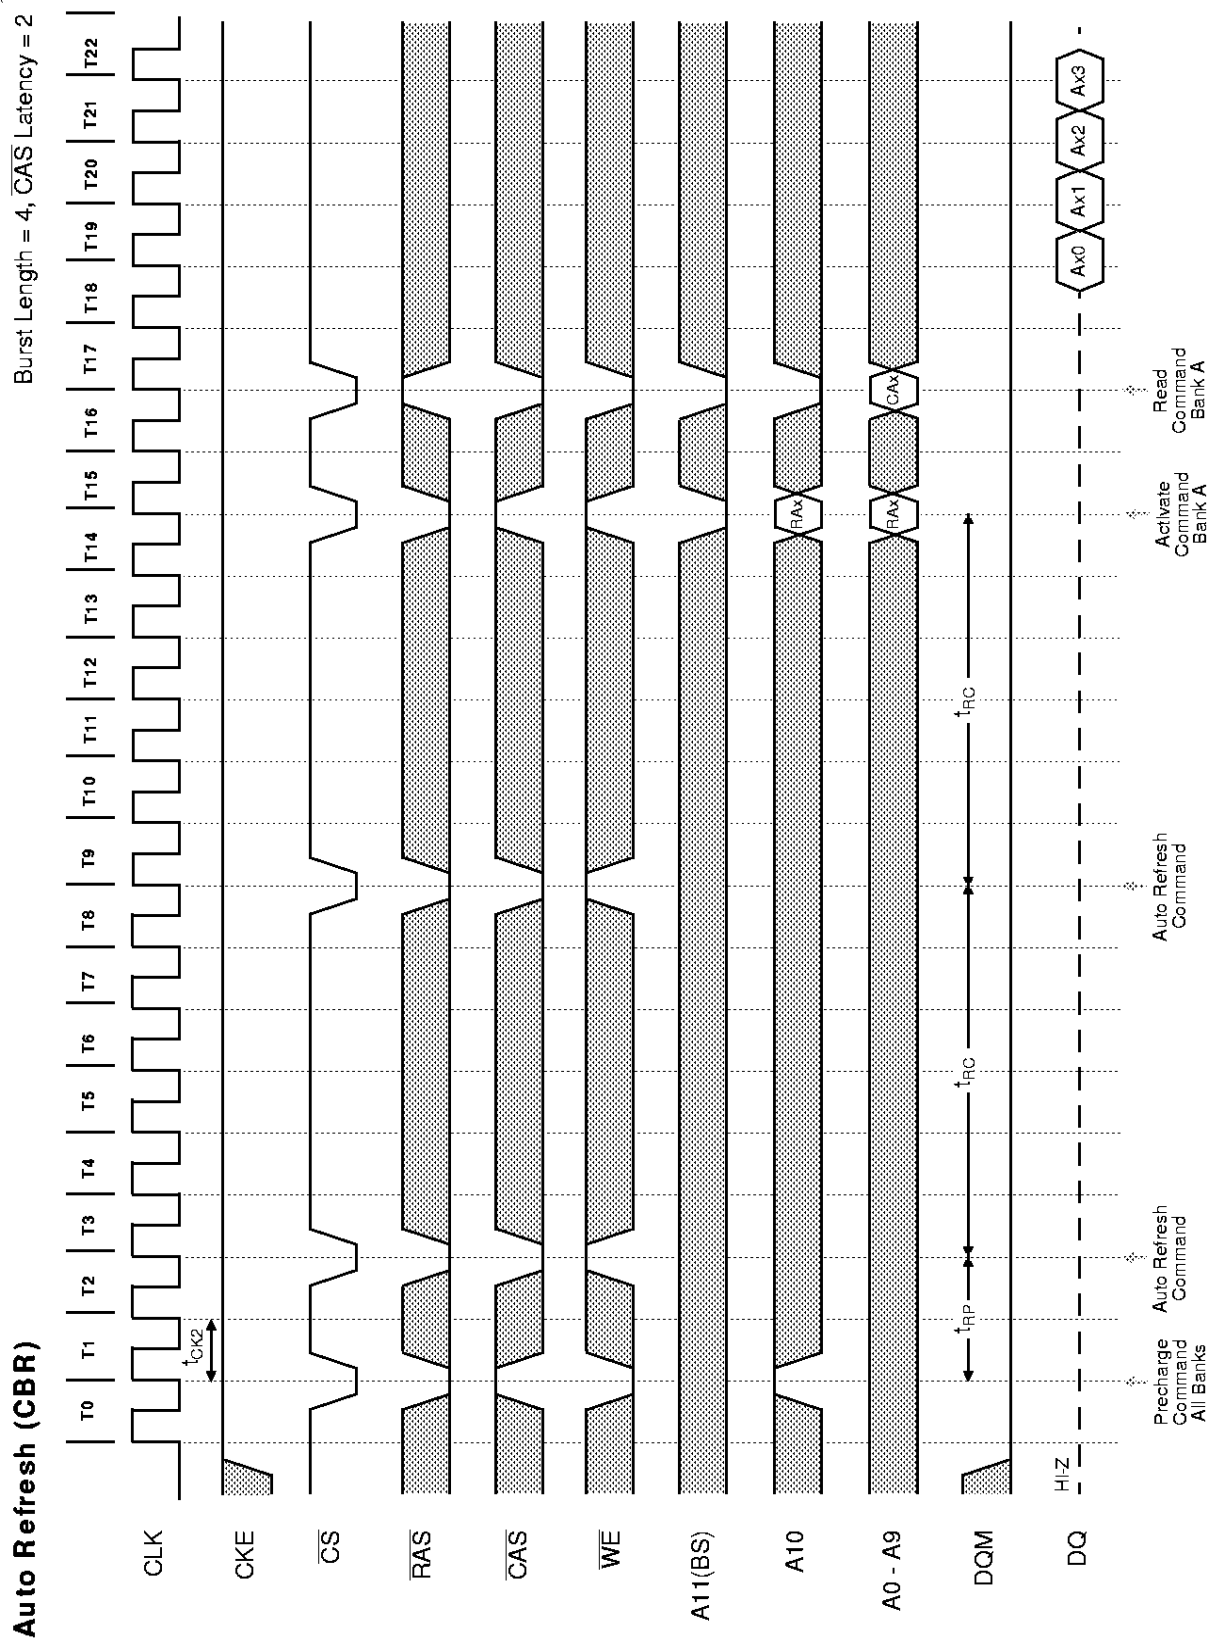 Auto Refresh (CBR)
Burst Length = 4, CAS Latency = 2
T0 T1 T2 T3 T4 T5 T6 T7 T8 T9 T10 T11 T12 T13 T14 T15 T16 T17 T18 T19 T20 T21 T22
CLK
tCK2
CKE
CS
RAS
CAS
WE
A11(BS)
A10
RAx
A0 - A9
RAx CAx
DQM
tRP tRC tRC
DQ
HI-Z
Ax0 Ax1 Ax2 Ax3
Precharge
Command
All Banks
Auto Refresh
Command
Auto Refresh
Command
Activate
Command
Bank A
Read
Command
Bank A